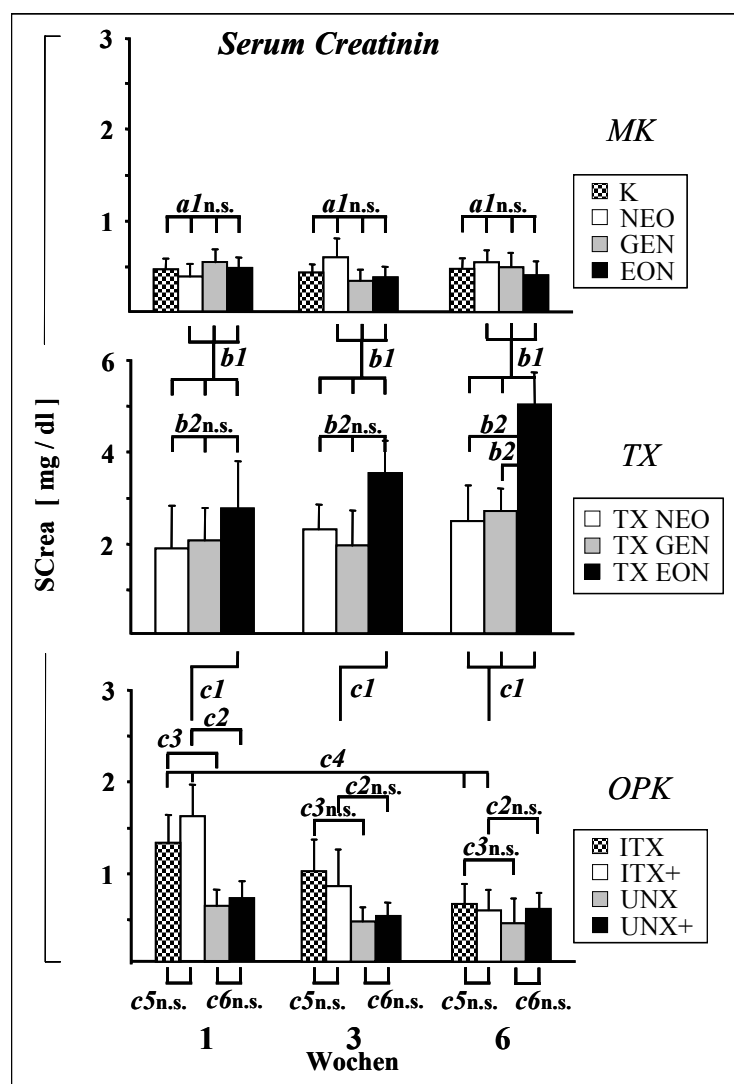 Serum Creatinin
3
2
1
MK
K
NEO
GEN
EON
a1n.s. a1n.s. a1n.s.
b1 b1 b1
SCrea [ mg / dl ]
6
4
2
TX
TX NEO
TX GEN
TX EON
b2n.s. b2n.s. b2
b2
c1 c1 c1
3
2
1
OPK
ITX
ITX+
UNX
UNX+
c2
c3 c4
c2n.s. c2n.s.
c3n.s. c3n.s.
c5n.s. c6n.s. c5n.s. c6n.s. c5n.s. c6n.s.
1 3 6
Wochen